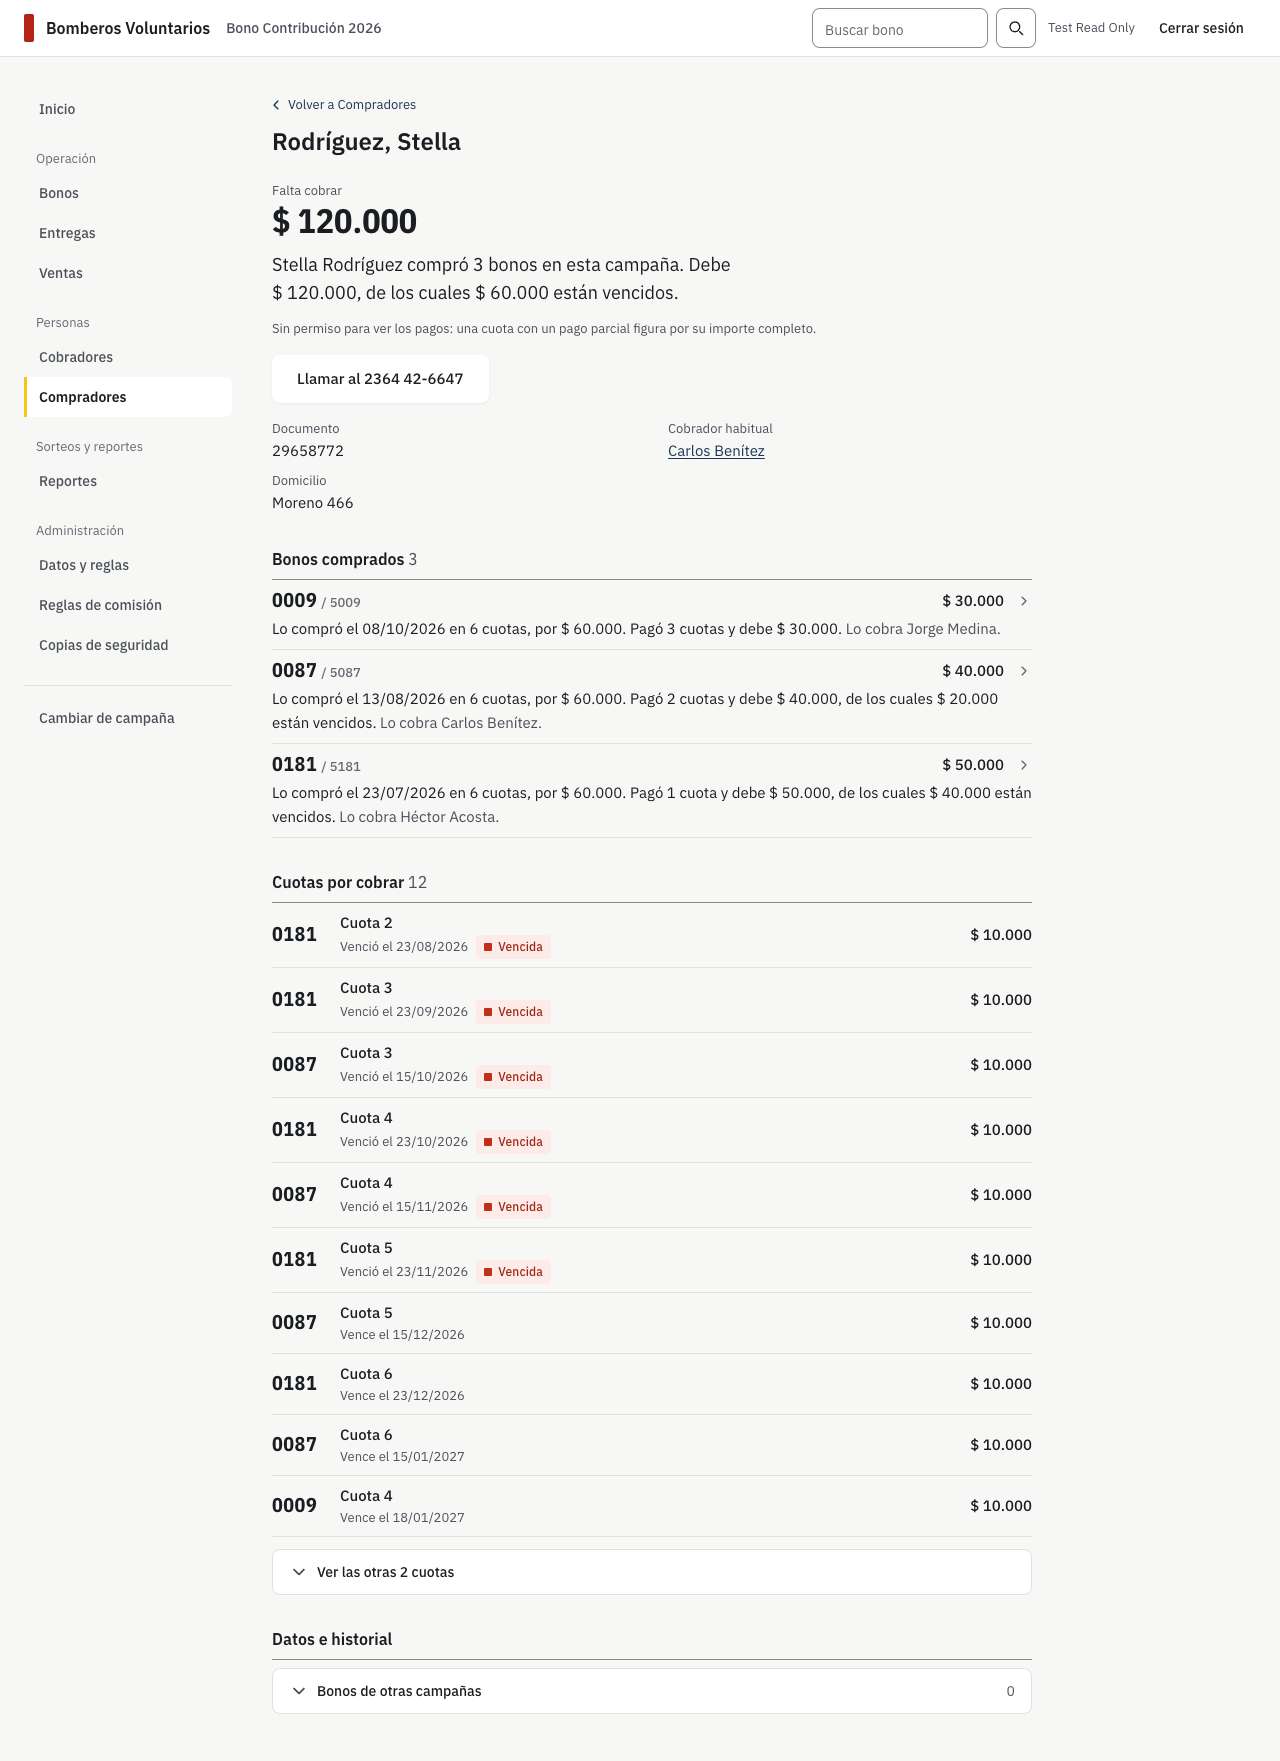 Bomberos Voluntarios Bono Contribución 2026 Buscar bono Test Read Only Cerrar sesión
Inicio
Operación
Bonos
Entregas
Ventas
Personas
Cobradores
Compradores
Sorteos y reportes
Reportes
Administración
Datos y reglas
Reglas de comisión
Copias de seguridad
Cambiar de campaña
Volver a Compradores
Rodríguez, Stella
Falta cobrar
$ 120.000
Stella Rodríguez compró 3 bonos en esta campaña. Debe
$ 120.000, de los cuales $ 60.000 están vencidos.
Sin permiso para ver los pagos: una cuota con un pago parcial figura por su importe completo.
Llamar al 2364 42-6647
Documento
29658772
Cobrador habitual
Carlos Benítez
Domicilio
Moreno 466
Bonos comprados 3
0009 / 5009 $ 30.000
Lo compró el 08/10/2026 en 6 cuotas, por $ 60.000. Pagó 3 cuotas y debe $ 30.000. Lo cobra Jorge Medina.
0087 / 5087 $ 40.000
Lo compró el 13/08/2026 en 6 cuotas, por $ 60.000. Pagó 2 cuotas y debe $ 40.000, de los cuales $ 20.000
están vencidos. Lo cobra Carlos Benítez.
0181 / 5181 $ 50.000
Lo compró el 23/07/2026 en 6 cuotas, por $ 60.000. Pagó 1 cuota y debe $ 50.000, de los cuales $ 40.000 están
vencidos. Lo cobra Héctor Acosta.
Cuotas por cobrar 12
0181 Cuota 2 $ 10.000
Venció el 23/08/2026 Vencida
0181 Cuota 3 $ 10.000
Venció el 23/09/2026 Vencida
0087 Cuota 3 $ 10.000
Venció el 15/10/2026 Vencida
0181 Cuota 4 $ 10.000
Venció el 23/10/2026 Vencida
0087 Cuota 4 $ 10.000
Venció el 15/11/2026 Vencida
0181 Cuota 5 $ 10.000
Venció el 23/11/2026 Vencida
0087 Cuota 5 $ 10.000
Vence el 15/12/2026
0181 Cuota 6 $ 10.000
Vence el 23/12/2026
0087 Cuota 6 $ 10.000
Vence el 15/01/2027
0009 Cuota 4 $ 10.000
Vence el 18/01/2027
Ver las otras 2 cuotas
Datos e historial
Bonos de otras campañas 0